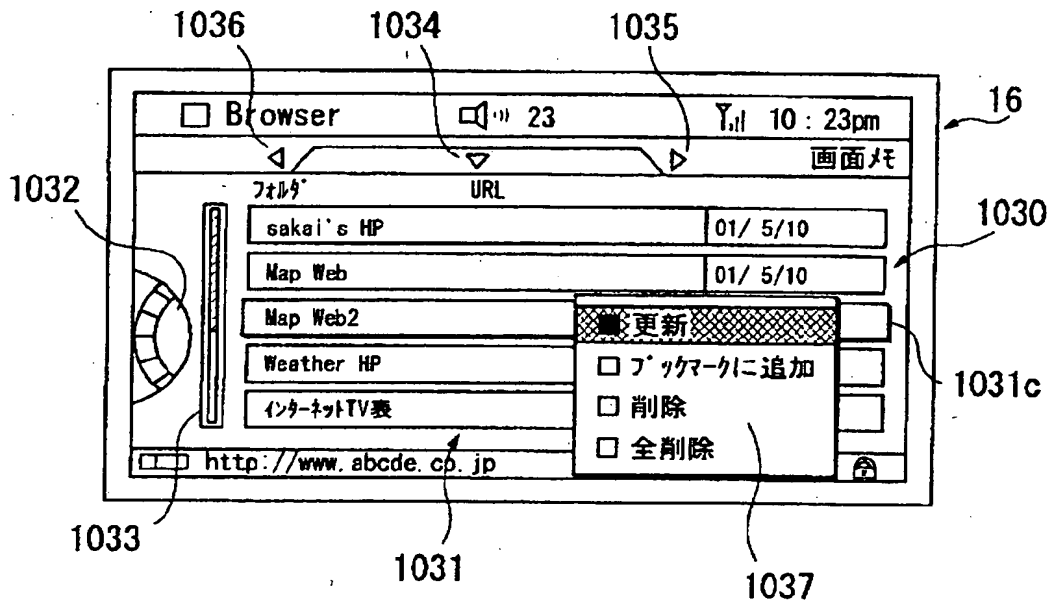 1036 1034 1035
16
Browser 23 10 : 23pm
画面メモ
1032
フォルダ URL
sakai's HP 01/ 5/10
1030
Map Web 01/ 5/10
Map Web2
更新
Weather HP
ブックマークに追加
1031c
インターネットTV表
削除
全削除
http://www.abcde.co.jp
1033
1031
1037